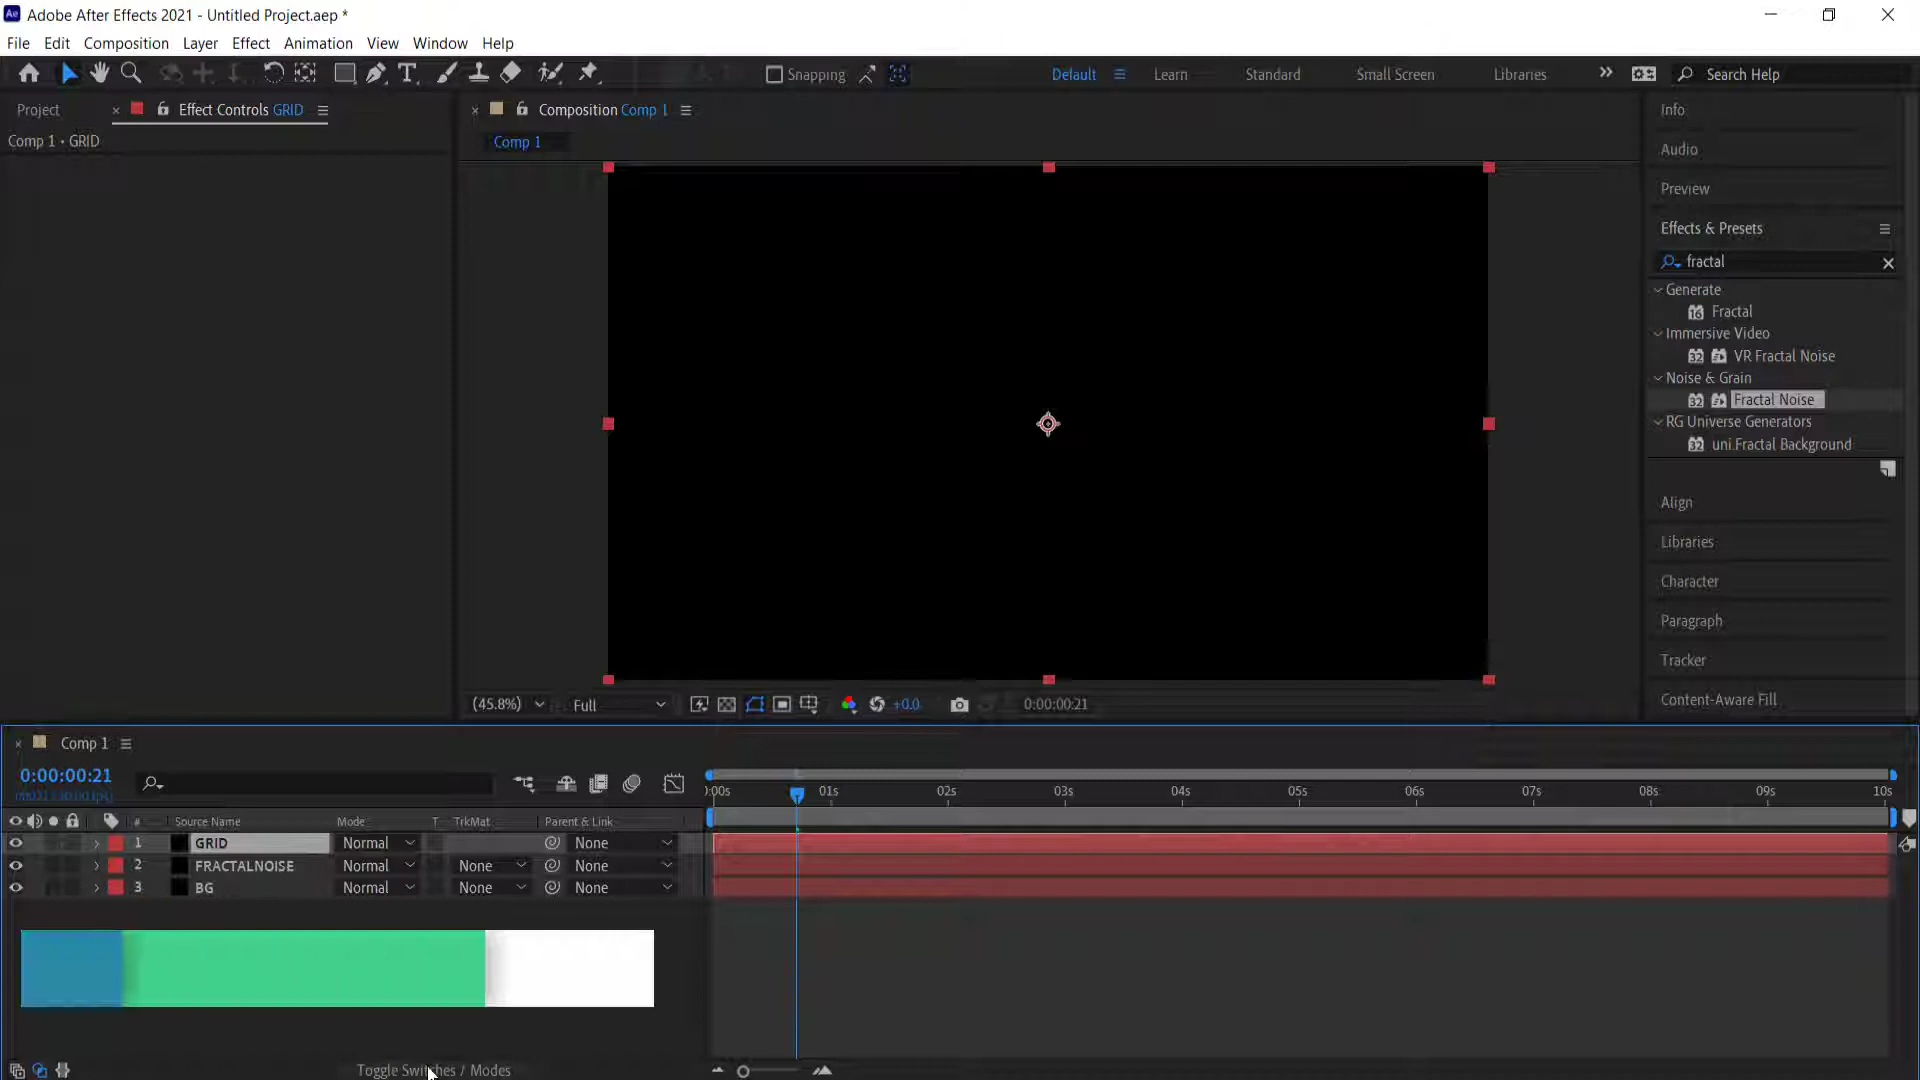 Adobe After Effects 2021 - Untitled Project.aep *
File Edit Composition Layer Effect Animation View Window Help
Snapping Default Learn Standard Small Screen Libraries Search Help
Project Effect Controls GRID
Comp 1 • GRID
Composition Comp 1
Comp 1
(45.8%) Full +0.0 0:00:00:21
Info
Audio
Preview
Effects & Presets
fractal
Generate
16 Fractal
Immersive Video
32 VR Fractal Noise
Noise & Grain
32 Fractal Noise
RG Universe Generators
32 uni.Fractal Background
Align
Libraries
Character
Paragraph
Tracker
Content-Aware Fill
Comp 1
0:00:00:21
:00s 01s 02s 03s 04s 05s 06s 07s 08s 09s 10s
# Source Name Mode T TrkMat Parent & Link
1 GRID Normal None
2 FRACTALNOISE Normal None None
3 BG Normal None None
Toggle Switches / Modes